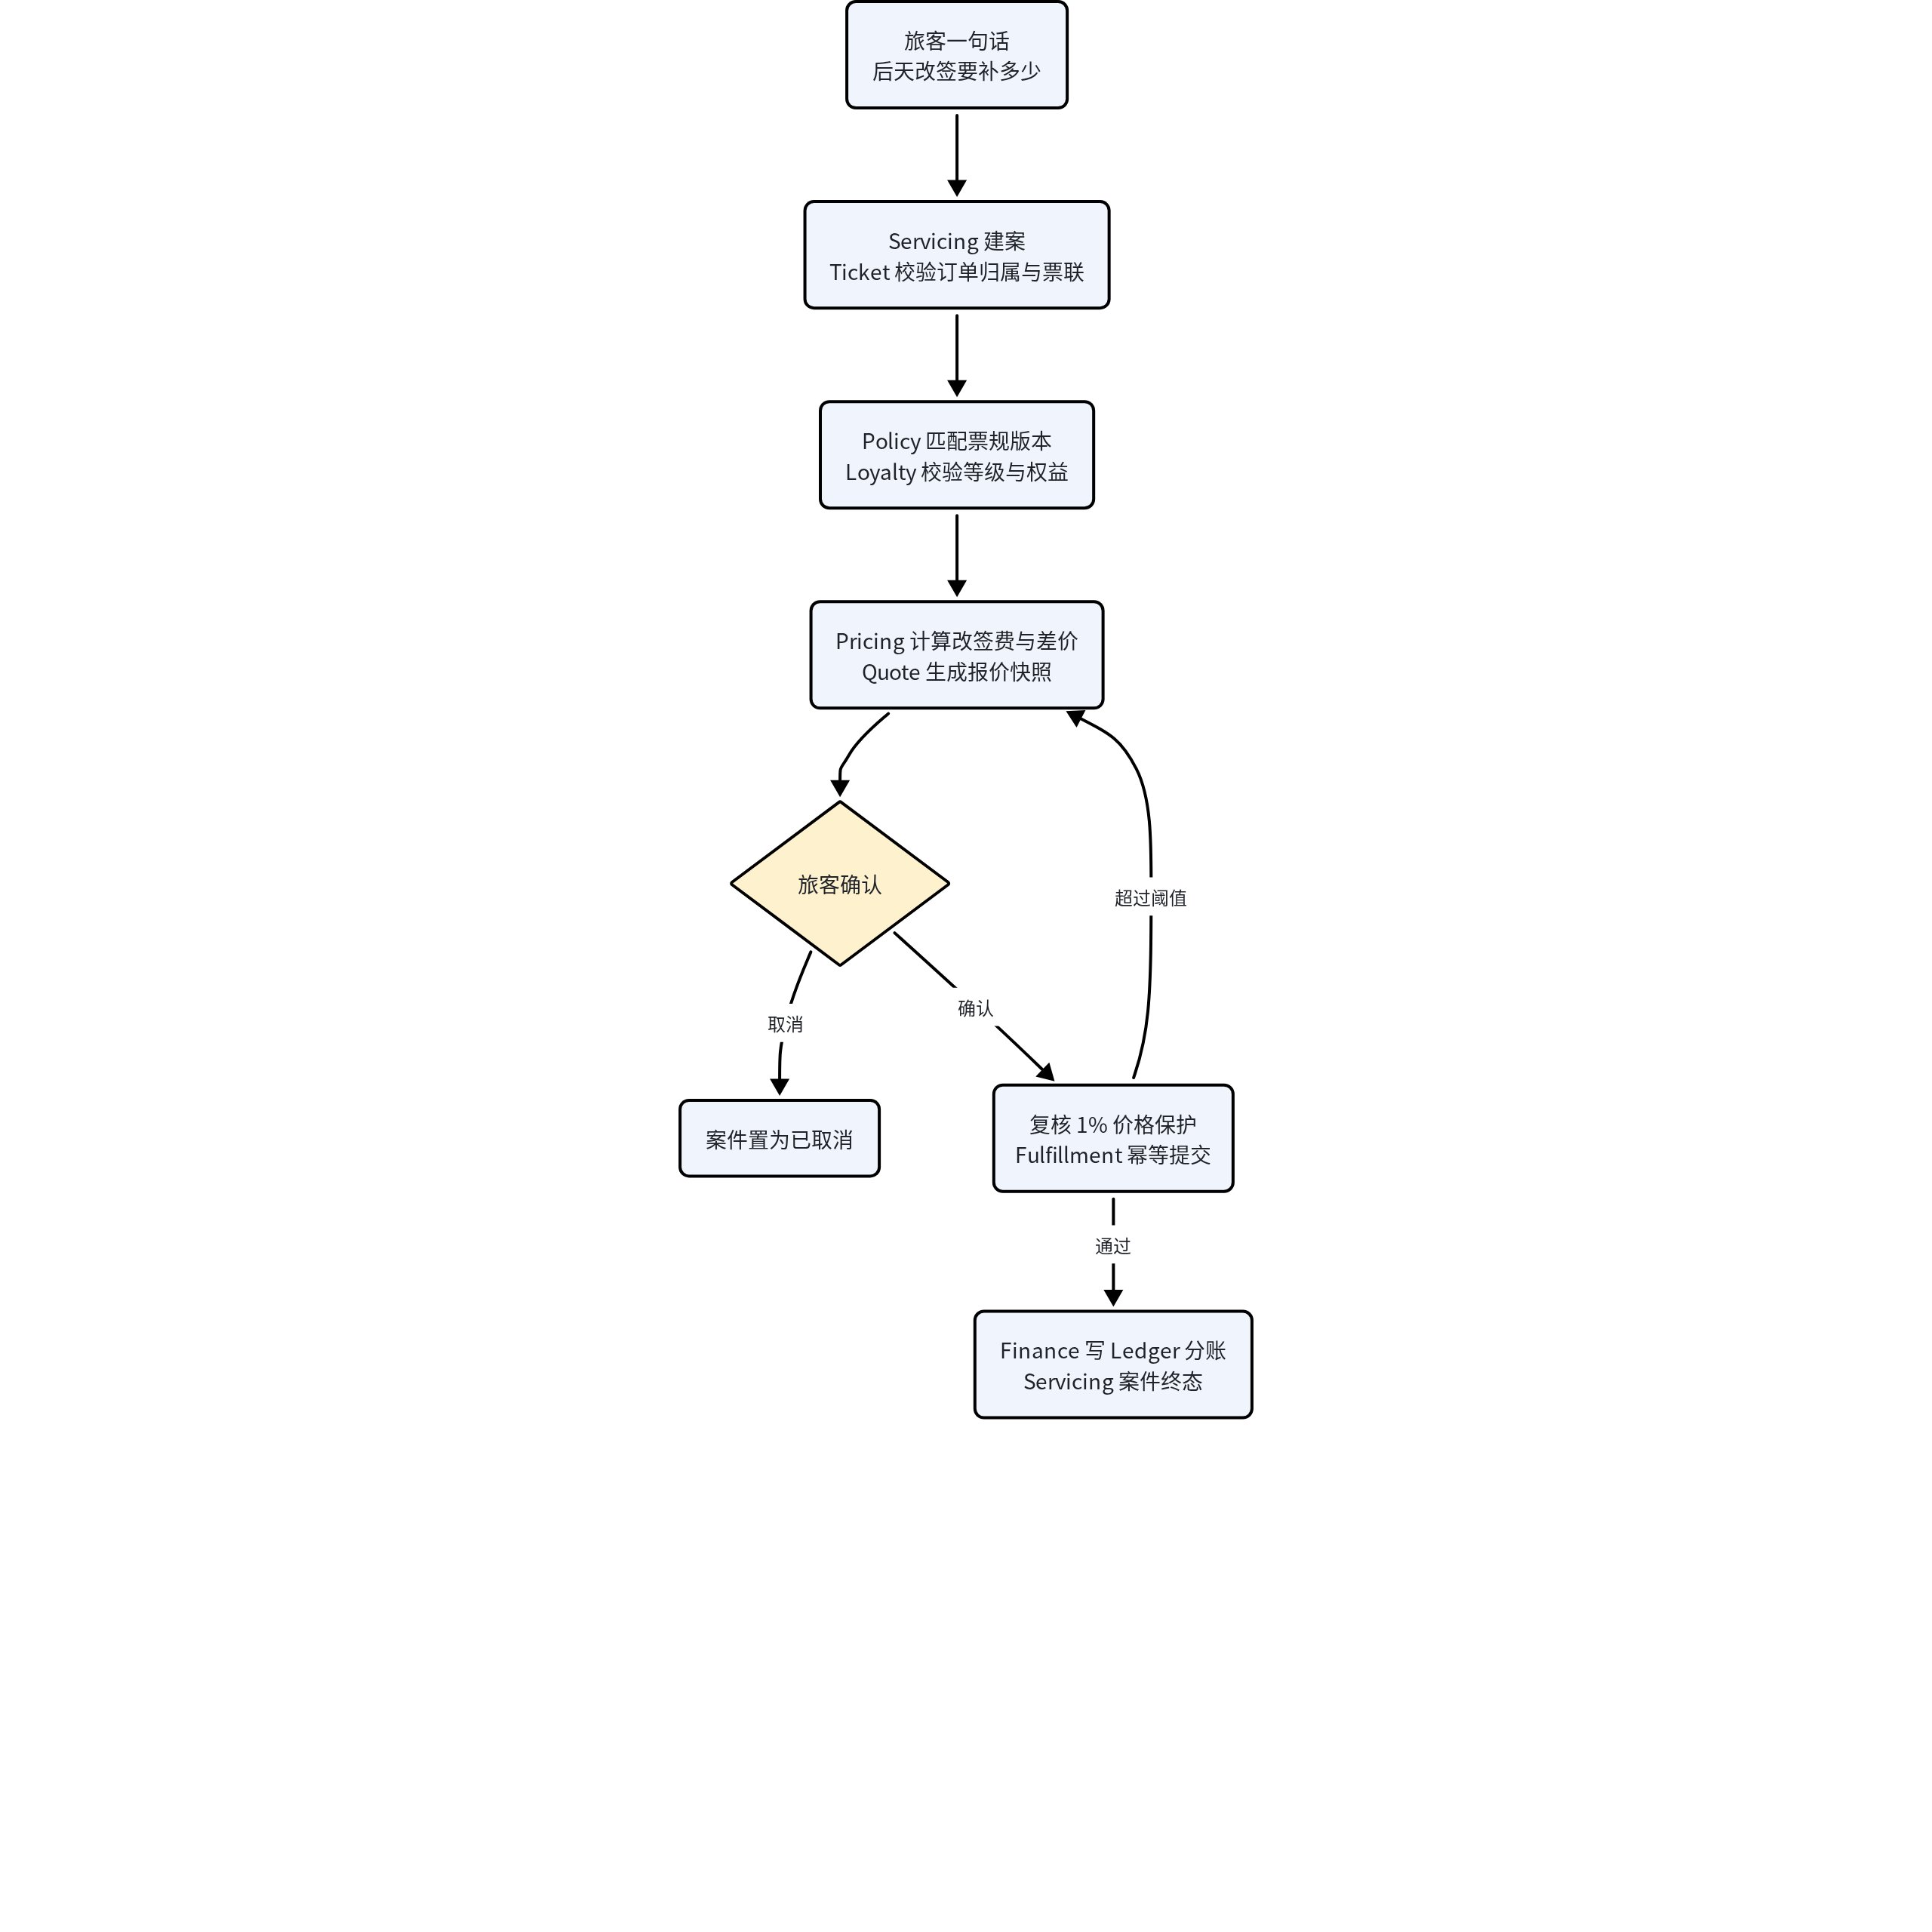 旅客一句话
后天改签要补多少
Servicing 建案
Ticket 校验订单归属与票联
Policy 匹配票规版本
Loyalty 校验等级与权益
Pricing 计算改签费与差价
Quote 生成报价快照
旅客确认
超过阈值
确认
取消
复核 1% 价格保护
Fulfillment 幂等提交
案件置为已取消
通过
Finance 写 Ledger 分账
Servicing 案件终态